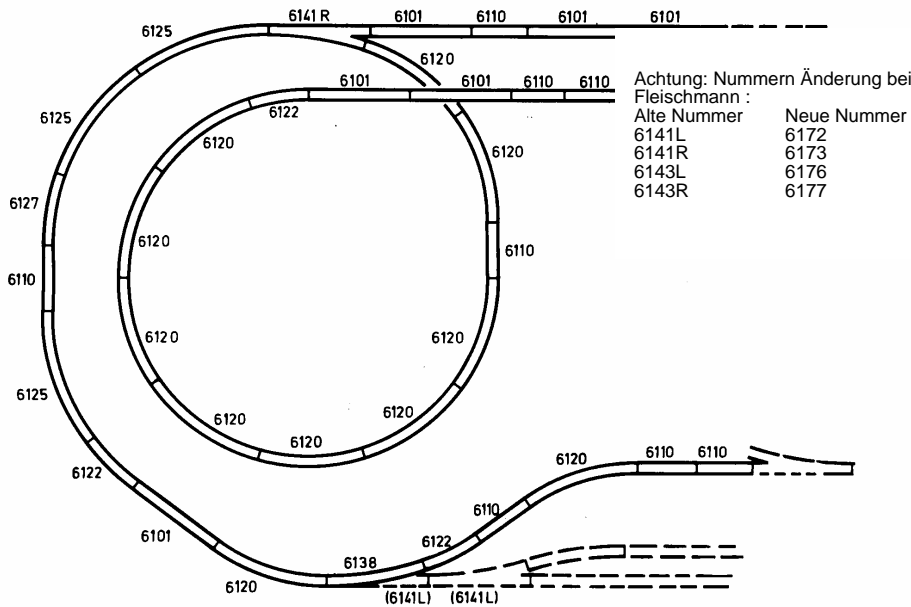 6141 R 6101 6110 6101 6101
6125
6120
6101 6101 6110 6110
6122
6125
6120
6120
6127
6120
6110
6110
6120
6120
6125
6120
6120
6120
6122
6101
6120
6138
6122
6110
6120
6110 6110
(6141L) (6141L)
Achtung: Nummern Änderung bei
Fleischmann :
Alte Nummer Neue Nummer
6141L 6172
6141R 6173
6143L 6176
6143R 6177